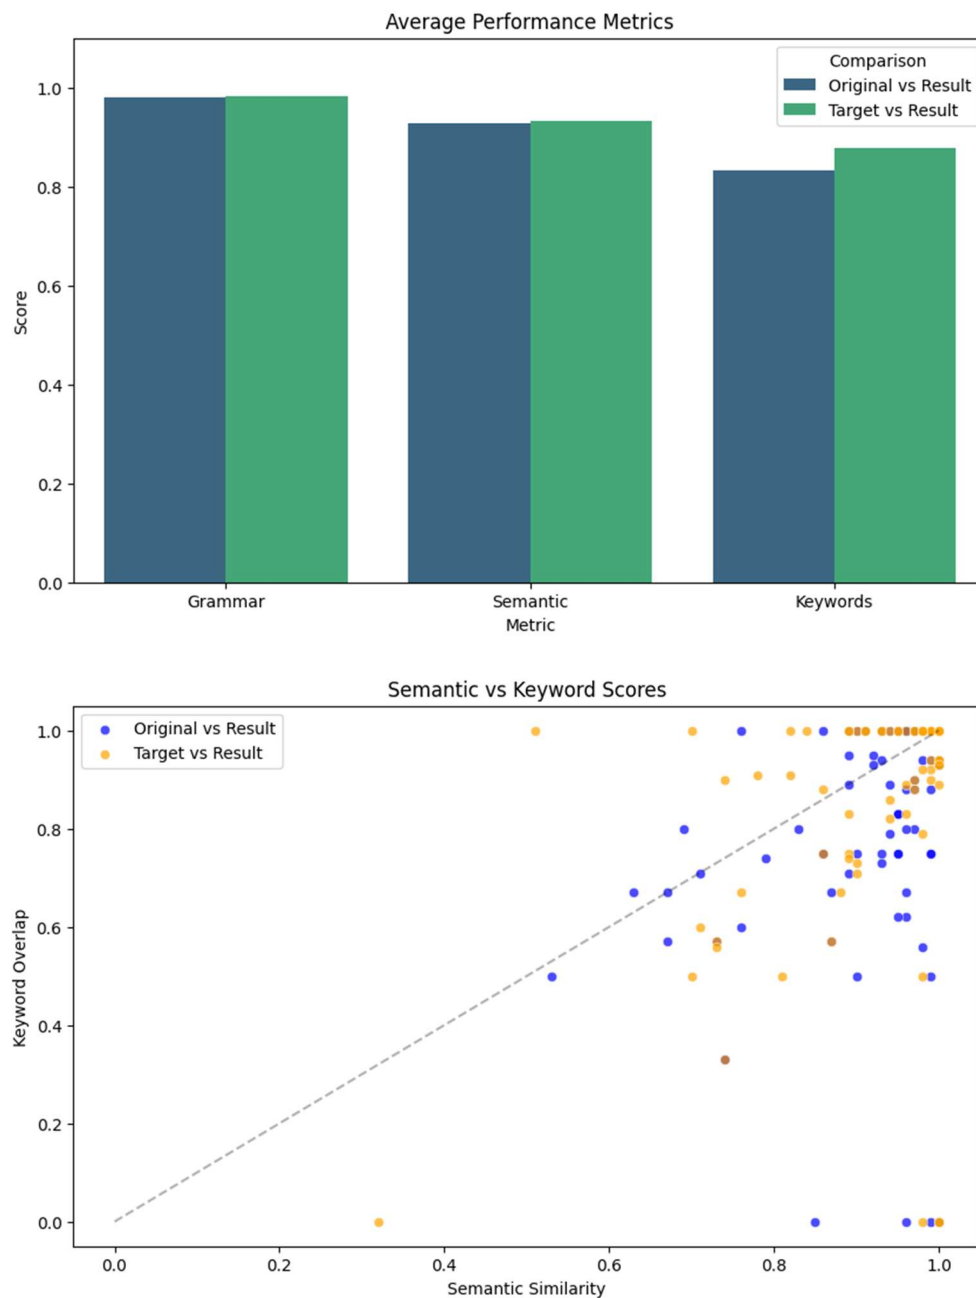 Average Performance Metrics
Comparison
Original vs Result
Target vs Result
Score
1.0
0.8
0.6
0.4
0.2
0.0
Grammar Semantic Keywords
Metric
Semantic vs Keyword Scores
Original vs Result
Target vs Result
Keyword Overlap
1.0
0.8
0.6
0.4
0.2
0.0
0.0 0.2 0.4 0.6 0.8 1.0
Semantic Similarity